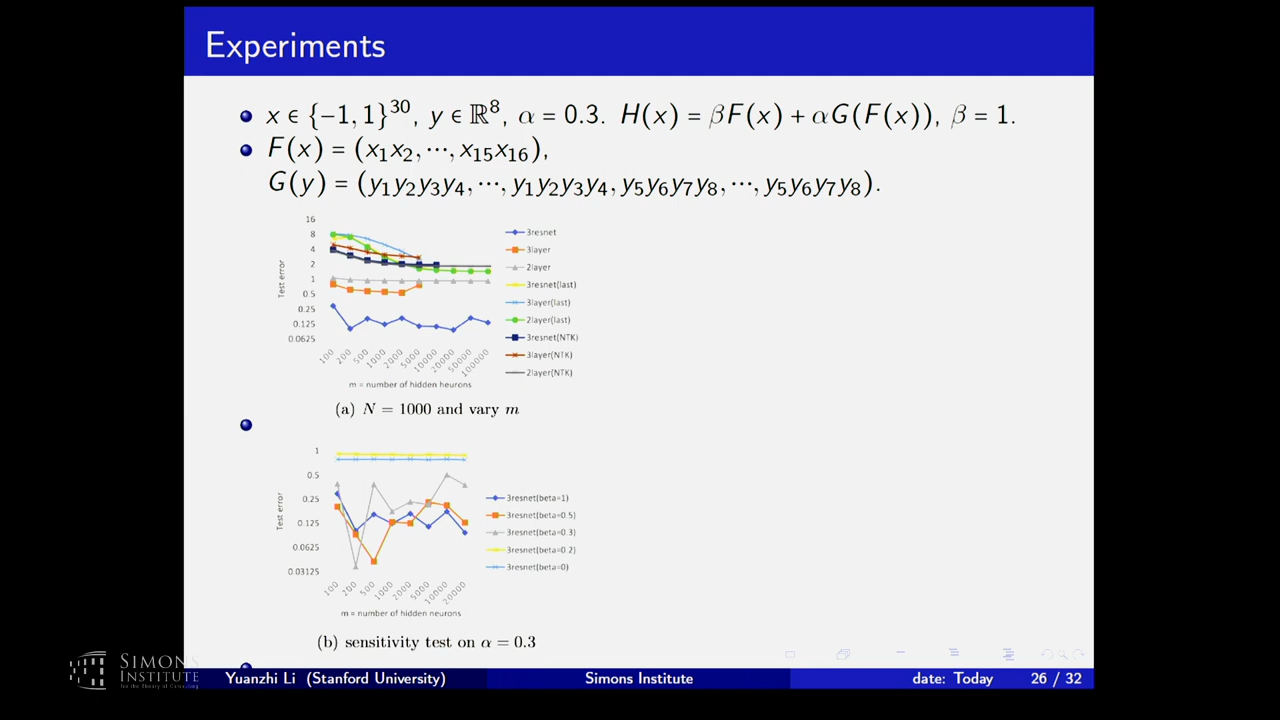 Experiments
x ∈ {−1, 1}³⁰, y ∈ ℝ⁸, α = 0.3. H(x) = βF(x) + αG(F(x)), β = 1.
F(x) = (x₁x₂, ⋯, x₁₅x₁₆),
G(y) = (y₁y₂y₃y₄, ⋯, y₁y₂y₃y₄, y₅y₆y₇y₈, ⋯, y₅y₆y₇y₈).
Test error
16
8
4
2
1
0.5
0.25
0.125
0.0625
100 200 500 1000 2000 5000 10000 20000 50000 100000
m = number of hidden neurons
3resnet
3layer
2layer
3resnet(last)
3layer(last)
2layer(last)
3resnet(NTK)
3layer(NTK)
2layer(NTK)
(a) N = 1000 and vary m
Test error
1
0.5
0.25
0.125
0.0625
0.03125
100 200 500 1000 2000 5000 10000 20000
m = number of hidden neurons
3resnet(beta=1)
3resnet(beta=0.5)
3resnet(beta=0.3)
3resnet(beta=0.2)
3resnet(beta=0)
(b) sensitivity test on α = 0.3
SIMONS
INSTITUTE
for the Theory of Computing
Yuanzhi Li (Stanford University) Simons Institute date: Today 26 / 32